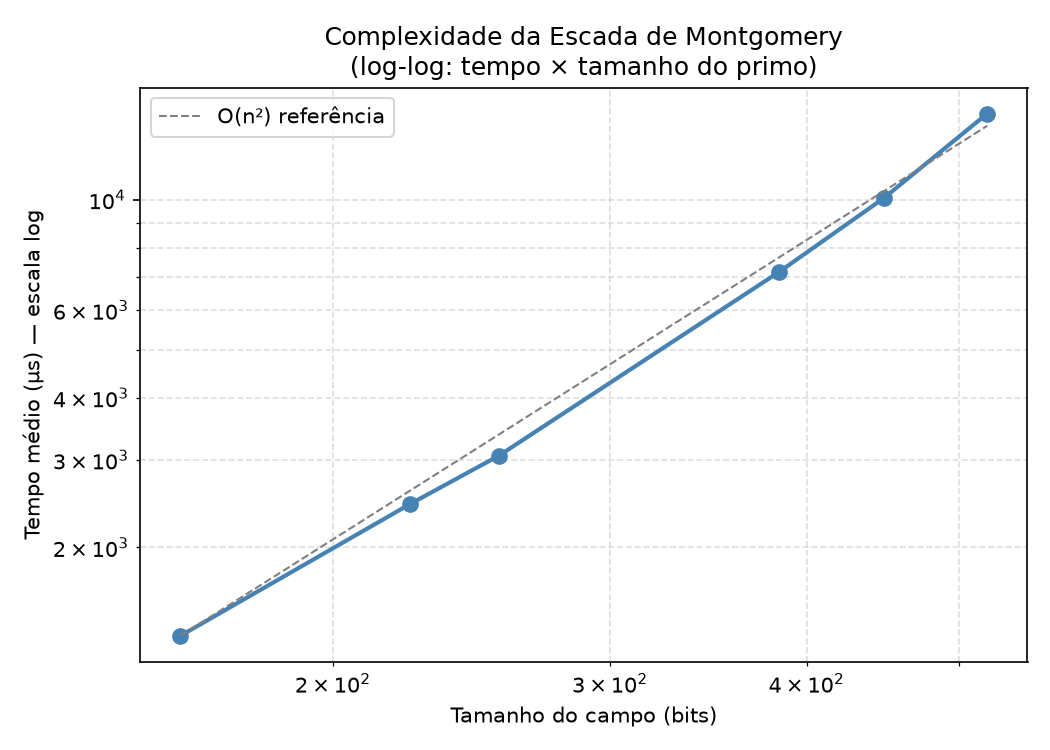 Complexidade da Escada de Montgomery
(log-log: tempo × tamanho do primo)
O(n²) referência
10⁴
6 × 10³
4 × 10³
3 × 10³
2 × 10³
Tempo médio (µs) — escala log
2 × 10²
3 × 10²
4 × 10²
Tamanho do campo (bits)